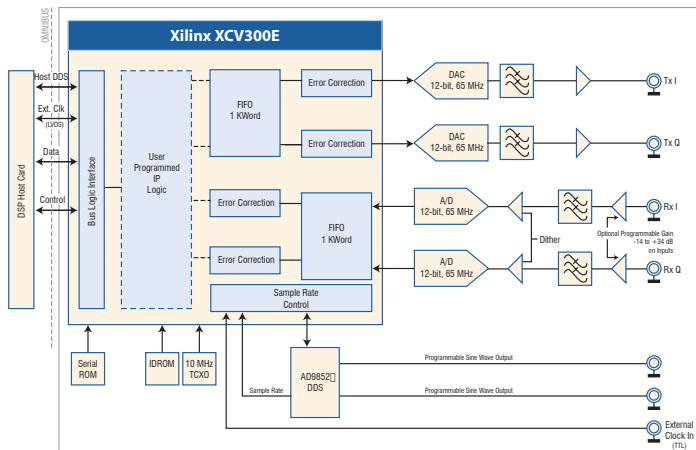 OMNIBUS
Xilinx XCV300E
DSP Host Card
Host DDS
Ext. Clk
(LVDS)
Data
Control
Bus Logic Interface
User
Programmed
IP
Logic
FIFO
1 KWord
Error Correction
Error Correction
Error Correction
Error Correction
FIFO
1 KWord
Sample Rate
Control
DAC
12-bit, 65 MHz
Tx I
DAC
12-bit, 65 MHz
Tx Q
A/D
12-bit, 65 MHz
Rx I
Dither
Optional Programmable Gain
-14 to +34 dB
on Inputs
A/D
12-bit, 65 MHz
Rx Q
Serial
ROM
IDROM
10 MHz
TCXO
Sample Rate
AD9852
DDS
Programmable Sine Wave Output
Programmable Sine Wave Output
External
Clock In
(TTL)